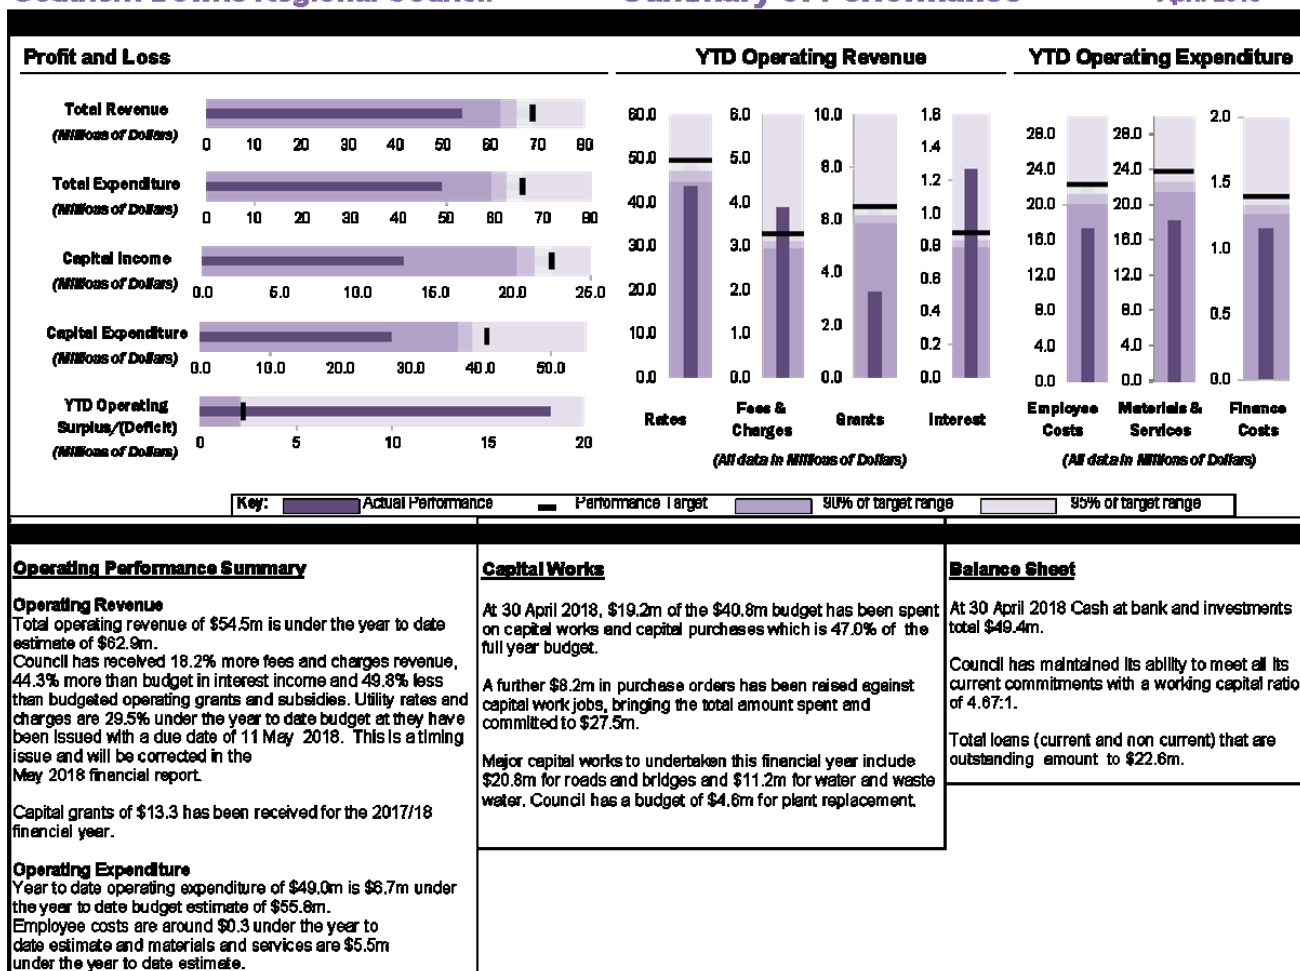 Southern Downs Regional Council Summary of Performance April 2018
Profit and Loss
Total Revenue
(Millions of Dollars)
0 10 20 30 40 50 60 70 80
Total Expenditure
(Millions of Dollars)
0 10 20 30 40 50 60 70 80
Capital Income
(Millions of Dollars)
0.0 5.0 10.0 15.0 20.0 25.0
Capital Expenditure
(Millions of Dollars)
0.0 10.0 20.0 30.0 40.0 50.0
YTD Operating
Surplus/(Deficit)
(Millions of Dollars)
0 5 10 15 20
YTD Operating Revenue
60.0
50.0
40.0
30.0
20.0
10.0
0.0
Rates
6.0
5.0
4.0
3.0
2.0
1.0
0.0
Fees &
Charges
10.0
8.0
6.0
4.0
2.0
0.0
Grants
1.6
1.4
1.2
1.0
0.8
0.6
0.4
0.2
0.0
Interest
(All data in Millions of Dollars)
YTD Operating Expenditure
28.0
24.0
20.0
16.0
12.0
8.0
4.0
0.0
Employee
Costs
28.0
24.0
20.0
16.0
12.0
8.0
4.0
0.0
Materials &
Services
2.0
1.5
1.0
0.5
0.0
Finance
Costs
(All data in Millions of Dollars)
Key: Actual Performance Performance Target 90% of target range 95% of target range
Operating Performance Summary
Operating Revenue
Total operating revenue of $54.5m is under the year to date
estimate of $62.9m.
Council has received 18.2% more fees and charges revenue,
44.3% more than budget in interest income and 49.8% less
than budgeted operating grants and subsidies. Utility rates and
charges are 29.5% under the year to date budget at they have
been issued with a due date of 11 May 2018. This is a timing
issue and will be corrected in the
May 2018 financial report.
Capital grants of $13.3 has been received for the 2017/18
financial year.
Operating Expenditure
Year to date operating expenditure of $49.0m is $6.7m under
the year to date budget estimate of $55.8m.
Employee costs are around $0.3 under the year to
date estimate and materials and services are $5.5m
under the year to date estimate.
Capital Works
At 30 April 2018, $19.2m of the $40.8m budget has been spent
on capital works and capital purchases which is 47.0% of the
full year budget.
A further $8.2m in purchase orders has been raised against
capital work jobs, bringing the total amount spent and
committed to $27.5m.
Major capital works to undertaken this financial year include
$20.8m for roads and bridges and $11.2m for water and waste
water. Council has a budget of $4.6m for plant replacement.
Balance Sheet
At 30 April 2018 Cash at bank and investments
total $49.4m.
Council has maintained its ability to meet all its
current commitments with a working capital ratio
of 4.67:1.
Total loans (current and non current) that are
outstanding amount to $22.6m.